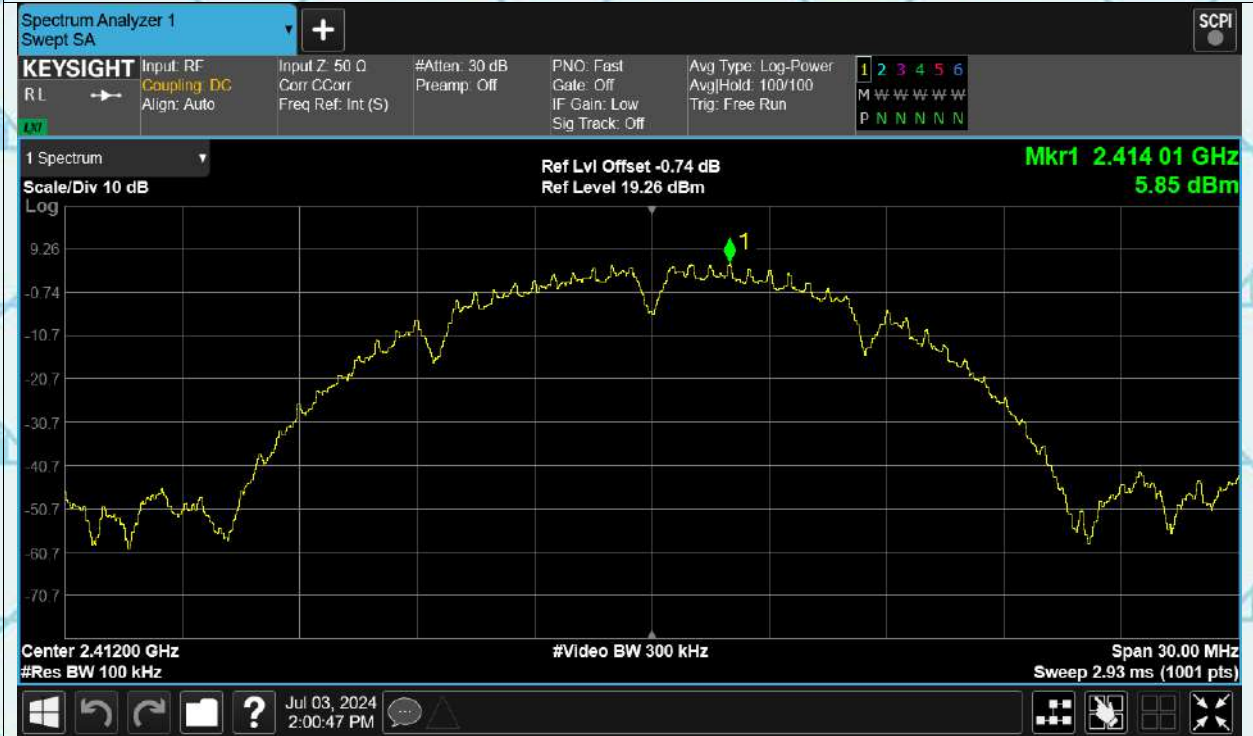 Spectrum Analyzer 1
Swept SA
+
SCPI
KEYSIGHT
R L
LXI
Input: RF
Coupling: DC
Align: Auto
Input Z: 50 Ω
Corr CCorr
Freq Ref: Int (S)
#Atten: 30 dB
Preamp: Off
PNO: Fast
Gate: Off
IF Gain: Low
Sig Track: Off
Avg Type: Log-Power
Avg|Hold: 100/100
Trig: Free Run
1 2 3 4 5 6
M W W W W W
P N N N N N
1 Spectrum
Scale/Div 10 dB
Log
Ref Lvl Offset -0.74 dB
Ref Level 19.26 dBm
Mkr1 2.414 01 GHz
5.85 dBm
1
9.26
-0.74
-10.7
-20.7
-30.7
-40.7
-50.7
-60.7
-70.7
Center 2.41200 GHz
#Res BW 100 kHz
#Video BW 300 kHz
Span 30.00 MHz
Sweep 2.93 ms (1001 pts)
?
Jul 03, 2024
2:00:47 PM